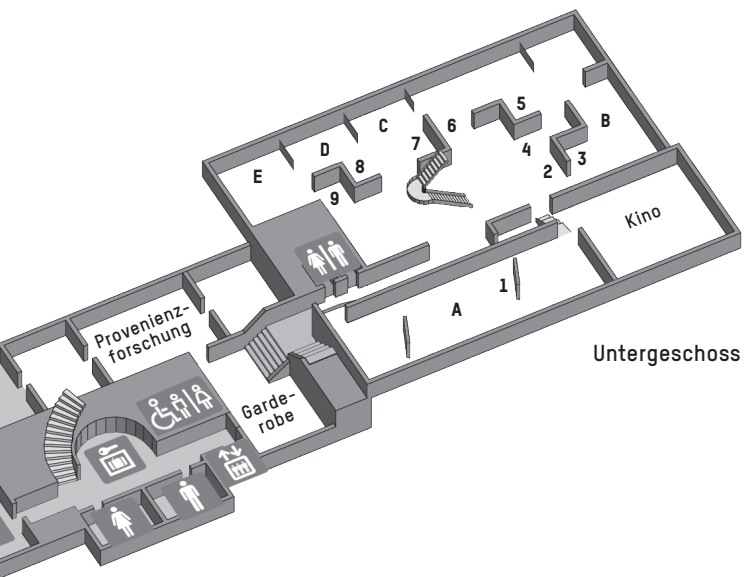 5
6
B
C
7
4
3
D
8
2
E
9
Kino
1
A
Provenienz-
forschung
Untergeschoss
Garde-
robe